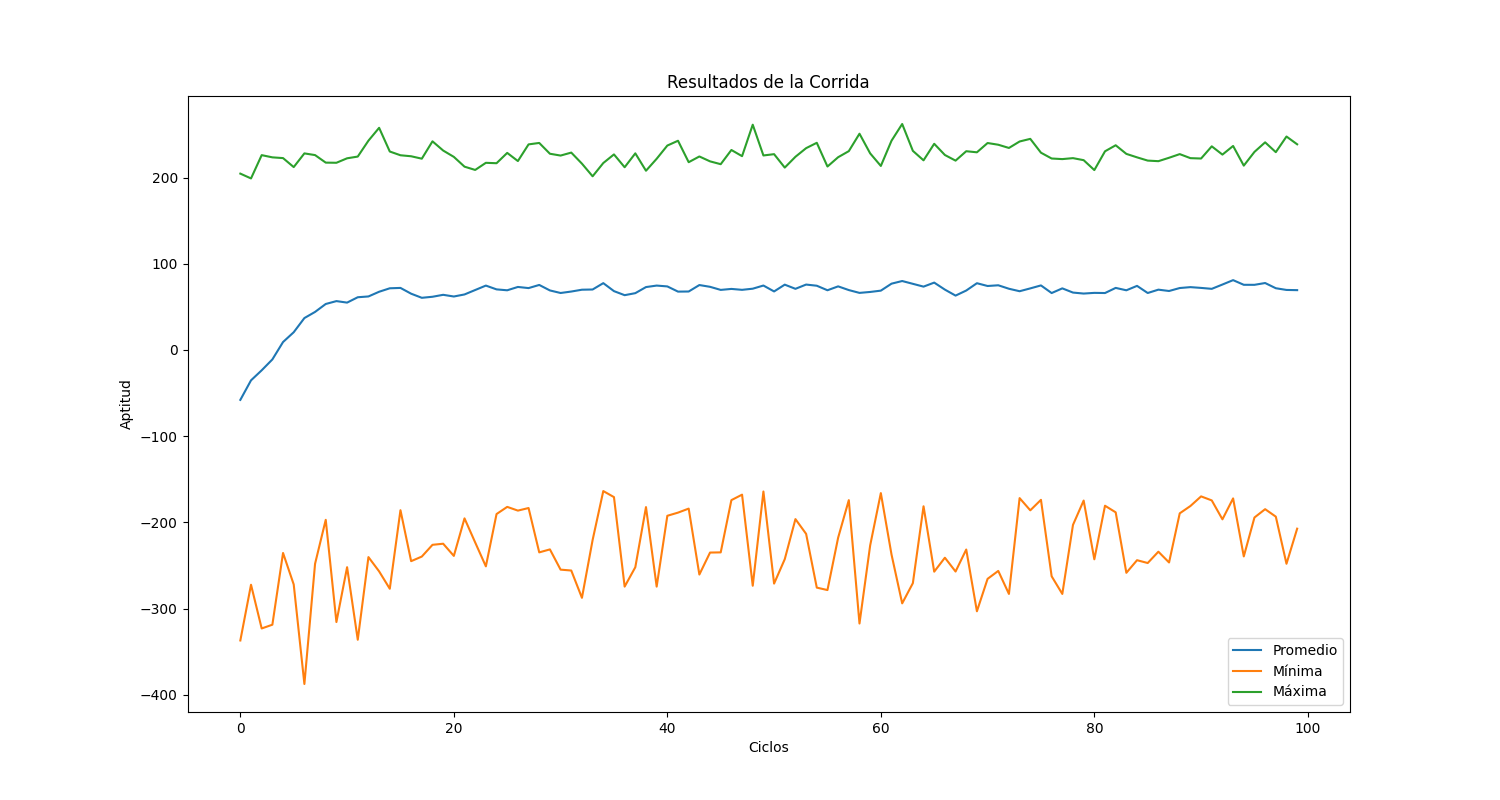 Resultados de la Corrida
Aptitud
200
100
0
−100
−200
−300
−400
0 20 40 60 80 100
Ciclos
Promedio
Mínima
Máxima